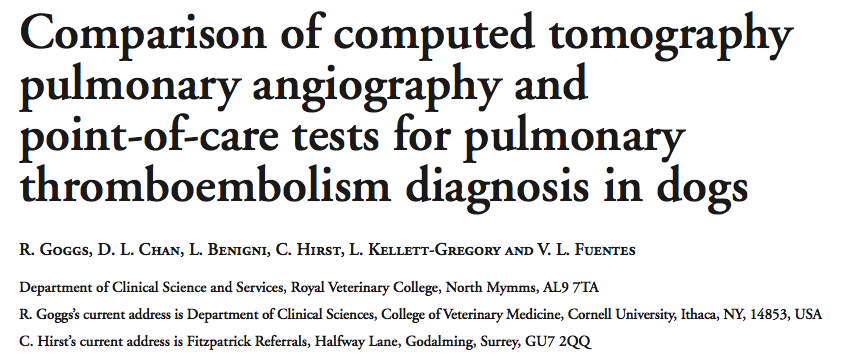 Comparison of computed tomography
pulmonary angiography and
point-of-care tests for pulmonary
thromboembolism diagnosis in dogs
R. Goggs, D. L. Chan, L. Benigni, C. Hirst, L. Kellett-Gregory and V. L. Fuentes
Department of Clinical Science and Services, Royal Veterinary College, North Mymms, AL9 7TA
R. Goggs's current address is Department of Clinical Sciences, College of Veterinary Medicine, Cornell University, Ithaca, NY, 14853, USA
C. Hirst's current address is Fitzpatrick Referrals, Halfway Lane, Godalming, Surrey, GU7 2QQ